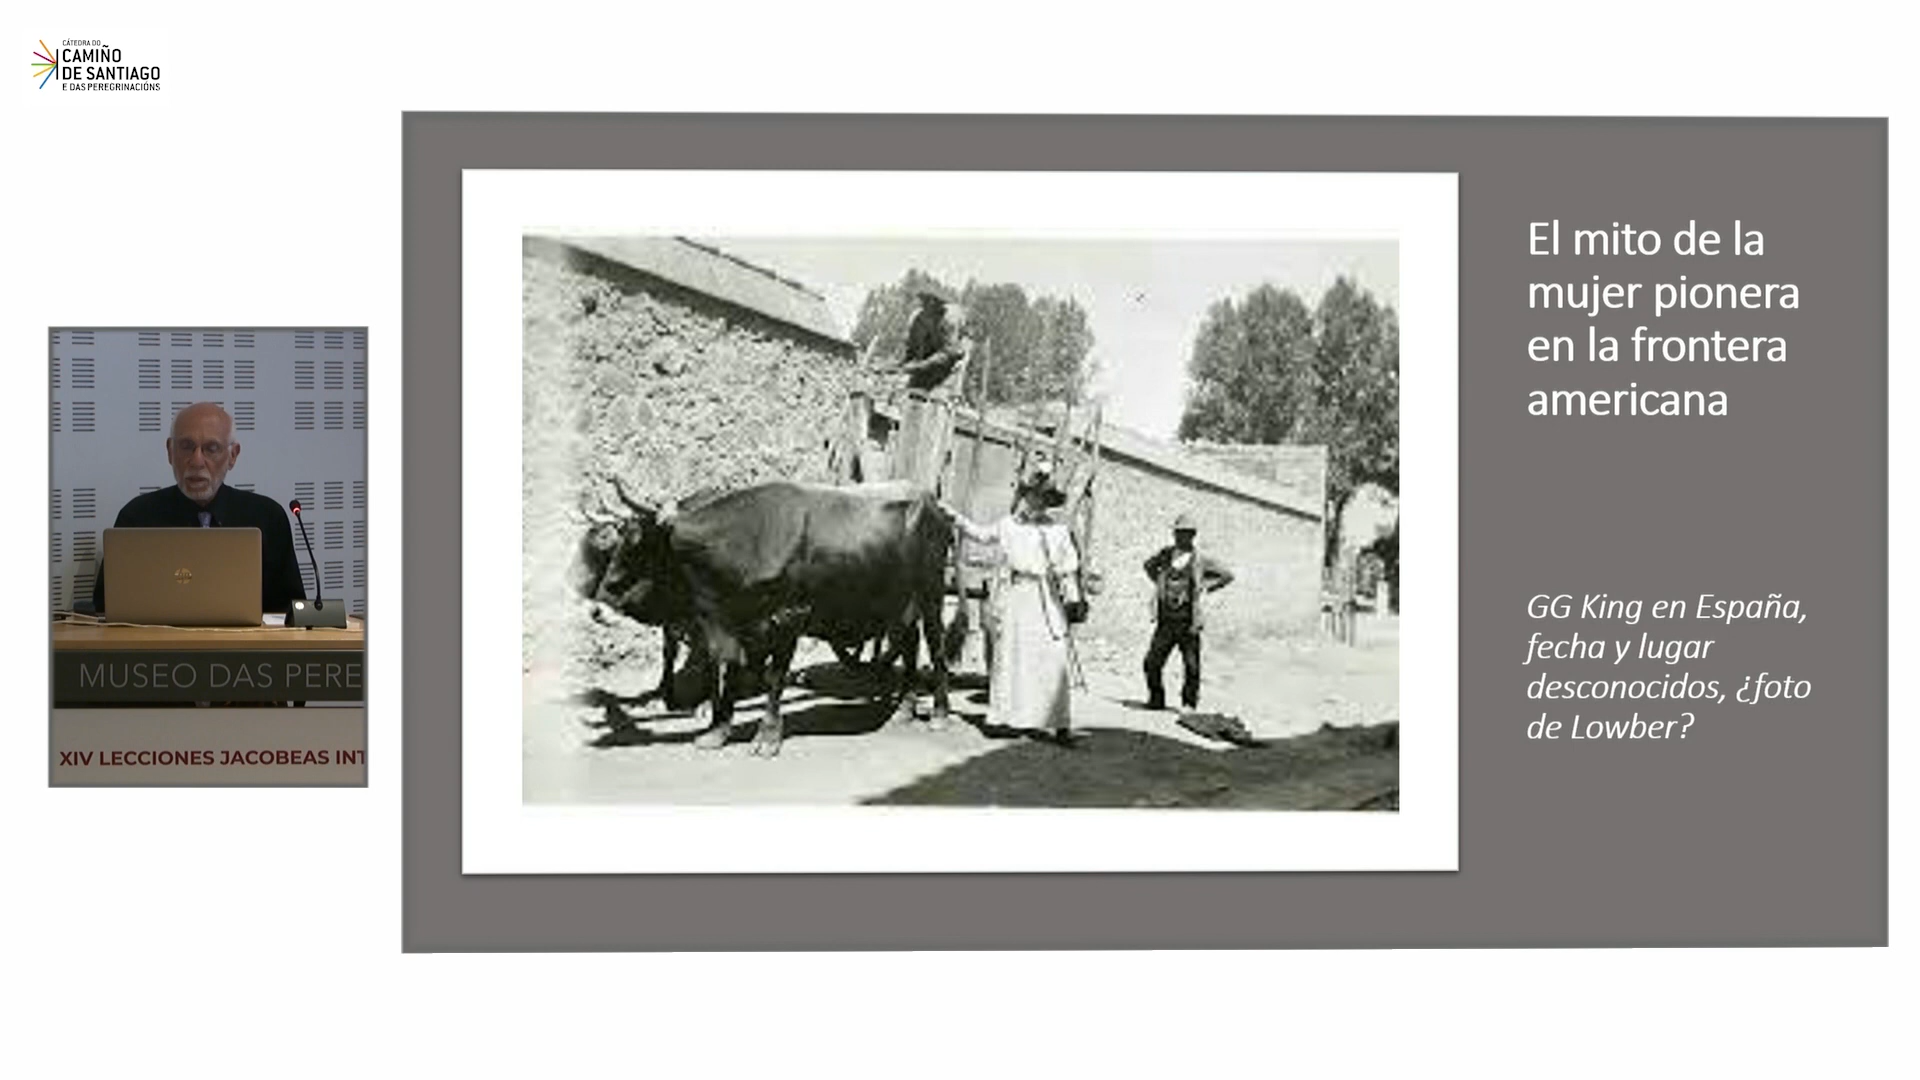 CÁTEDRA DO
CAMIÑO
DE SANTIAGO
E DAS PEREGRINACIÓNS
El mito de la
mujer pionera
en la frontera
americana
GG King en España,
fecha y lugar
desconocidos, ¿foto
de Lowber?
MUSEO DAS PERE
XIV LECCIONES JACOBEAS INT